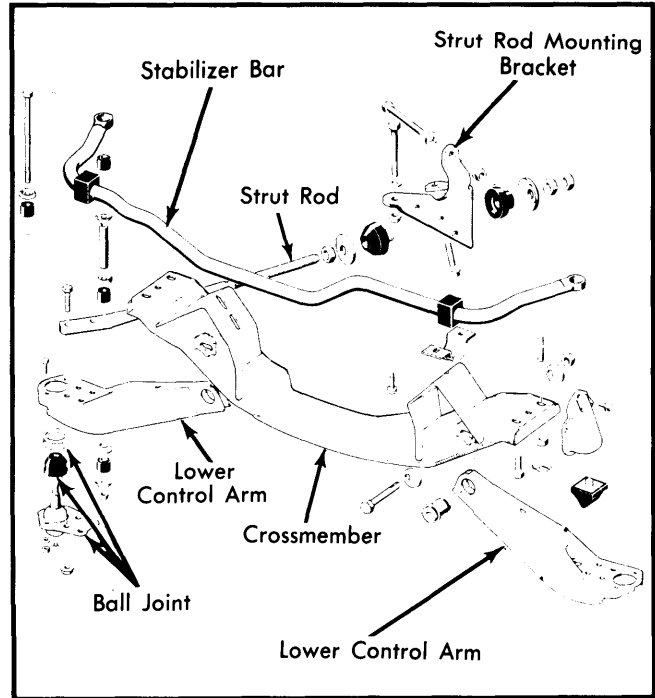 Strut Rod Mounting
Bracket
Stabilizer Bar
Strut Rod
Lower
Control Arm
Crossmember
Ball Joint
Lower Control Arm